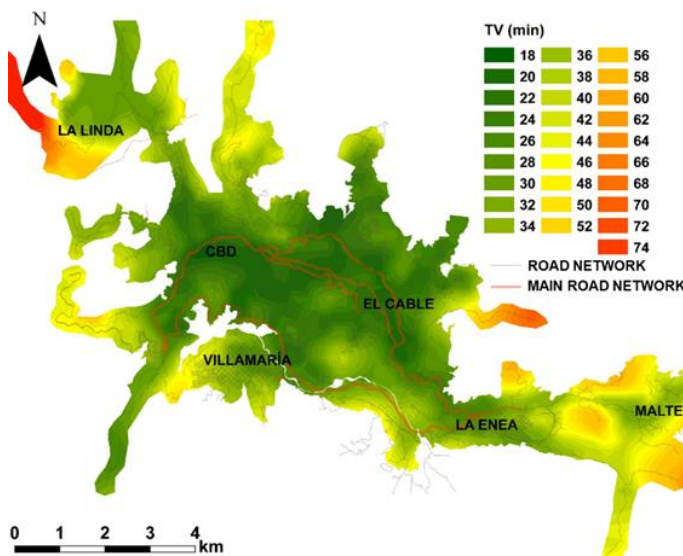 N
TV (min)
18 36 56
20 38 58
22 40 60
24 42 62
26 44 64
28 46 66
30 48 68
32 50 70
34 52 72
74
ROAD NETWORK
MAIN ROAD NETWORK
LA LINDA
CBD
EL CABLE
VILLAMARÍA
LA ENEA
MALTE
0 1 2 3 4
km